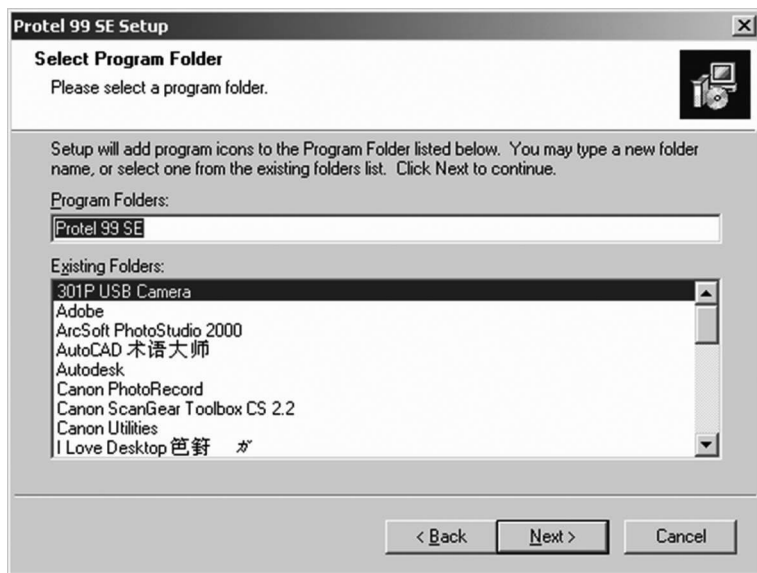 Protel 99 SE Setup
Select Program Folder
Please select a program folder.
Setup will add program icons to the Program Folder listed below. You may type a new folder
name, or select one from the existing folders list. Click Next to continue.
Program Folders:
Protel 99 SE
Existing Folders:
301P USB Camera
Adobe
ArcSoft PhotoStudio 2000
AutoCAD 术语大师
Autodesk
Canon PhotoRecord
Canon ScanGear Toolbox CS 2.2
Canon Utilities
I Love Desktop 笆 ガ
< Back Next > Cancel